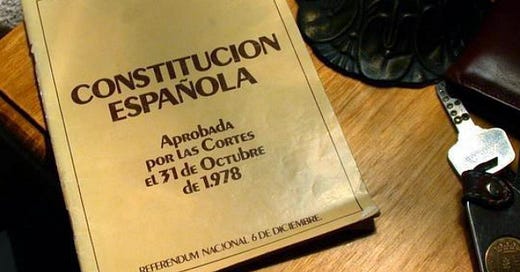 CONSTITUCION
ESPAÑOLA
APROBADA
POR LAS CORTES
EL 31 DE OCTUBRE
DE 1.978
REFERENDUM NACIONAL 6 DE DICIEMBRE.